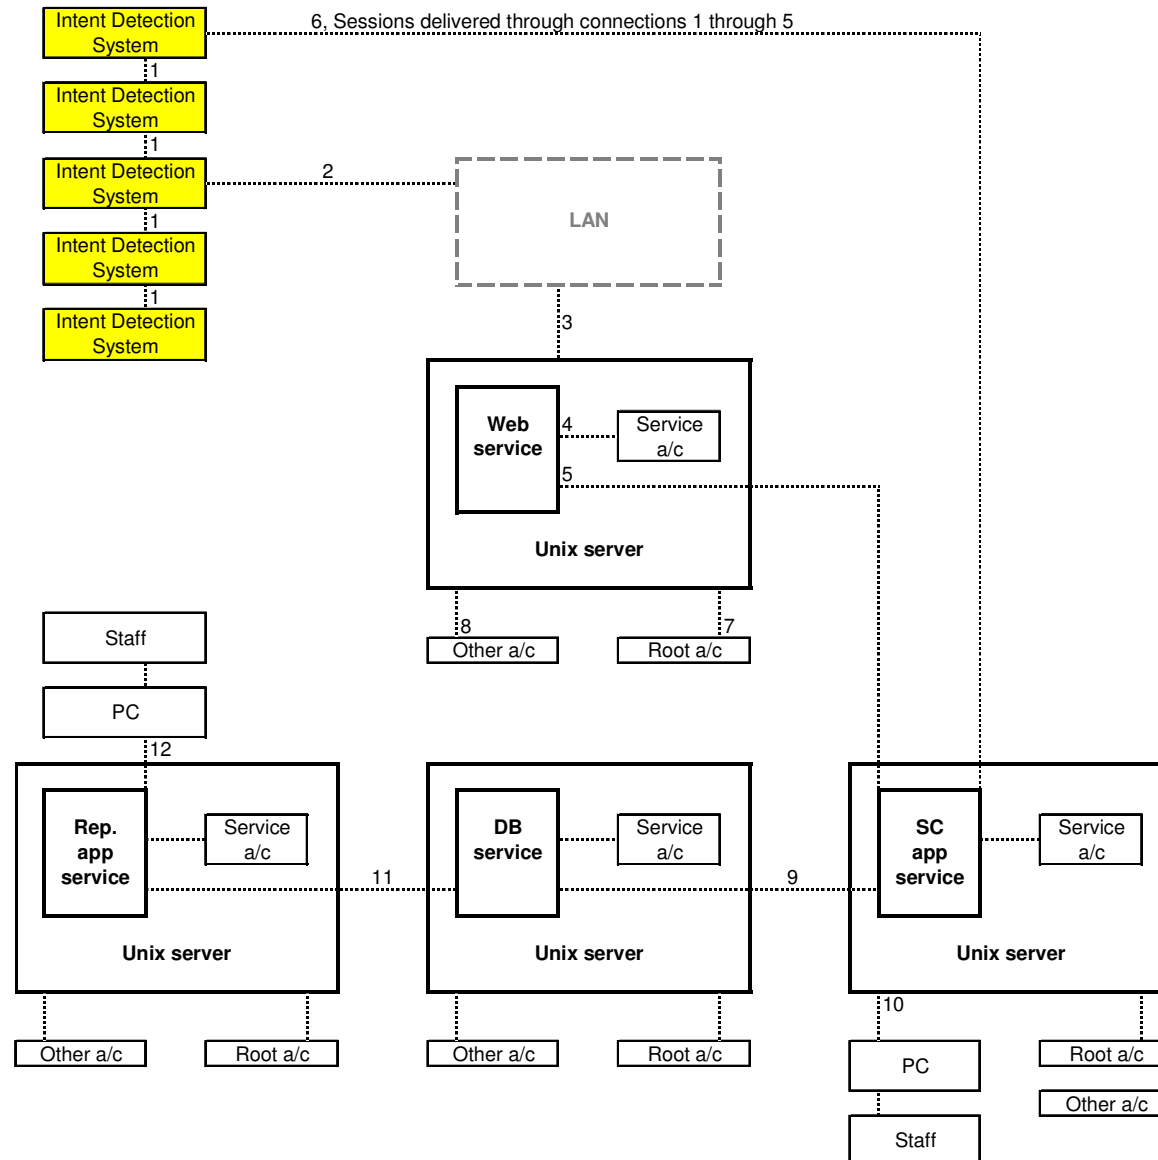 Intent Detection
System
6, Sessions delivered through connections 1 through 5
1
Intent Detection
System
1
Intent Detection
System
2
LAN
1
Intent Detection
System
1
Intent Detection
System
3
Web
service
4
Service
a/c
5
Unix server
8
7
Other a/c
Root a/c
Staff
PC
12
Rep.
app
service
Service
a/c
11
Unix server
DB
service
Service
a/c
9
Unix server
SC
app
service
Service
a/c
Unix server
Other a/c
Root a/c
Other a/c
Root a/c
10
PC
Root a/c
Other a/c
Staff